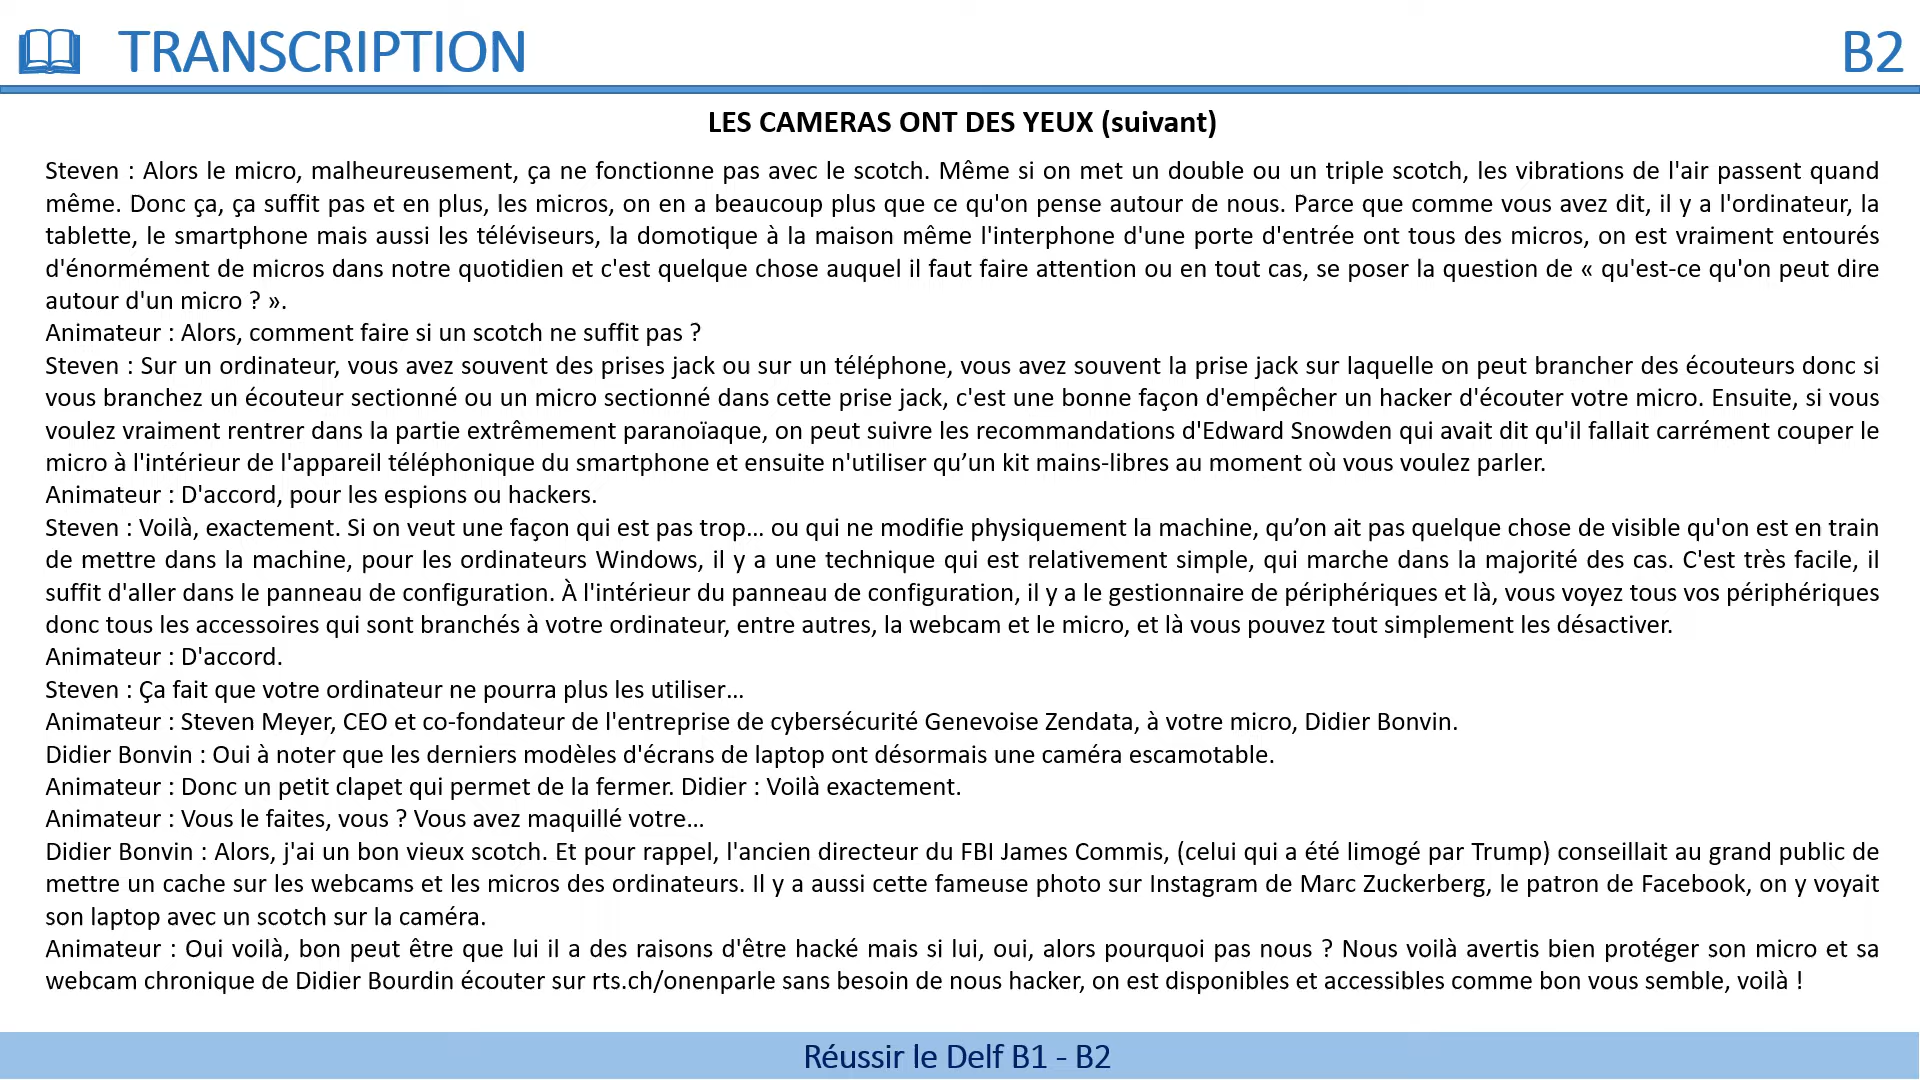 TRANSCRIPTION
B2
LES CAMERAS ONT DES YEUX (suivant)
Steven : Alors le micro, malheureusement, ça ne fonctionne pas avec le scotch. Même si on met un double ou un triple scotch, les vibrations de l'air passent quand
même. Donc ça, ça suffit pas et en plus, les micros, on en a beaucoup plus que ce qu'on pense autour de nous. Parce que comme vous avez dit, il y a l'ordinateur, la
tablette, le smartphone mais aussi les téléviseurs, la domotique à la maison même l'interphone d'une porte d'entrée ont tous des micros, on est vraiment entourés
d'énormément de micros dans notre quotidien et c'est quelque chose auquel il faut faire attention ou en tout cas, se poser la question de « qu'est-ce qu'on peut dire
autour d'un micro ? ».
Animateur : Alors, comment faire si un scotch ne suffit pas ?
Steven : Sur un ordinateur, vous avez souvent des prises jack ou sur un téléphone, vous avez souvent la prise jack sur laquelle on peut brancher des écouteurs donc si
vous branchez un écouteur sectionné ou un micro sectionné dans cette prise jack, c'est une bonne façon d'empêcher un hacker d'écouter votre micro. Ensuite, si vous
voulez vraiment rentrer dans la partie extrêmement paranoïaque, on peut suivre les recommandations d'Edward Snowden qui avait dit qu'il fallait carrément couper le
micro à l'intérieur de l'appareil téléphonique du smartphone et ensuite n'utiliser qu’un kit mains-libres au moment où vous voulez parler.
Animateur : D'accord, pour les espions ou hackers.
Steven : Voilà, exactement. Si on veut une façon qui est pas trop… ou qui ne modifie physiquement la machine, qu’on ait pas quelque chose de visible qu'on est en train
de mettre dans la machine, pour les ordinateurs Windows, il y a une technique qui est relativement simple, qui marche dans la majorité des cas. C'est très facile, il
suffit d'aller dans le panneau de configuration. À l'intérieur du panneau de configuration, il y a le gestionnaire de périphériques et là, vous voyez tous vos périphériques
donc tous les accessoires qui sont branchés à votre ordinateur, entre autres, la webcam et le micro, et là vous pouvez tout simplement les désactiver.
Animateur : D'accord.
Steven : Ça fait que votre ordinateur ne pourra plus les utiliser…
Animateur : Steven Meyer, CEO et co-fondateur de l'entreprise de cybersécurité Genevoise Zendata, à votre micro, Didier Bonvin.
Didier Bonvin : Oui à noter que les derniers modèles d'écrans de laptop ont désormais une caméra escamotable.
Animateur : Donc un petit clapet qui permet de la fermer. Didier : Voilà exactement.
Animateur : Vous le faites, vous ? Vous avez maquillé votre…
Didier Bonvin : Alors, j'ai un bon vieux scotch. Et pour rappel, l'ancien directeur du FBI James Commis, (celui qui a été limogé par Trump) conseillait au grand public de
mettre un cache sur les webcams et les micros des ordinateurs. Il y a aussi cette fameuse photo sur Instagram de Marc Zuckerberg, le patron de Facebook, on y voyait
son laptop avec un scotch sur la caméra.
Animateur : Oui voilà, bon peut être que lui il a des raisons d'être hacké mais si lui, oui, alors pourquoi pas nous ? Nous voilà avertis bien protéger son micro et sa
webcam chronique de Didier Bourdin écouter sur rts.ch/onenparle sans besoin de nous hacker, on est disponibles et accessibles comme bon vous semble, voilà !
Réussir le Delf B1 - B2